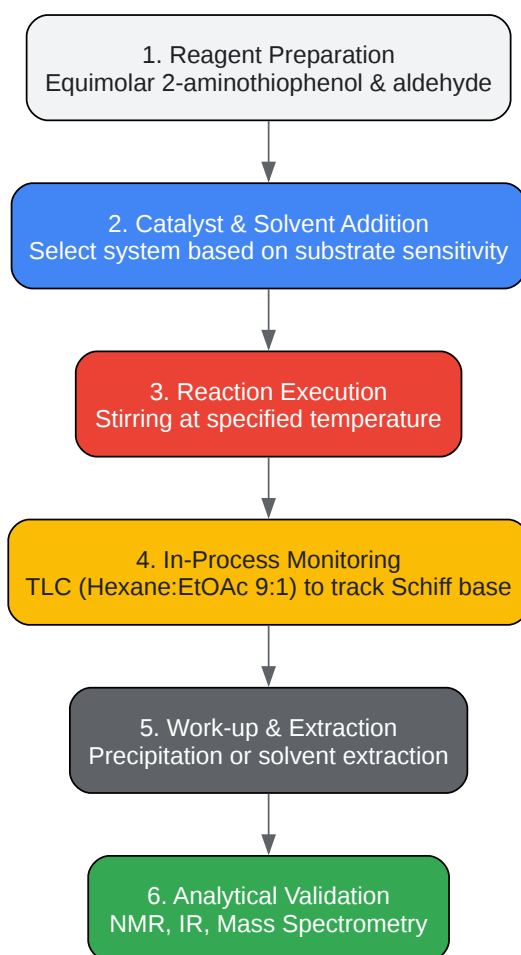 1. Reagent Preparation
Equimolar 2-aminothiophenol & aldehyde
2. Catalyst & Solvent Addition
Select system based on substrate sensitivity
3. Reaction Execution
Stirring at specified temperature
4. In-Process Monitoring
TLC (Hexane:EtOAc 9:1) to track Schiff base
5. Work-up & Extraction
Precipitation or solvent extraction
6. Analytical Validation
NMR, IR, Mass Spectrometry